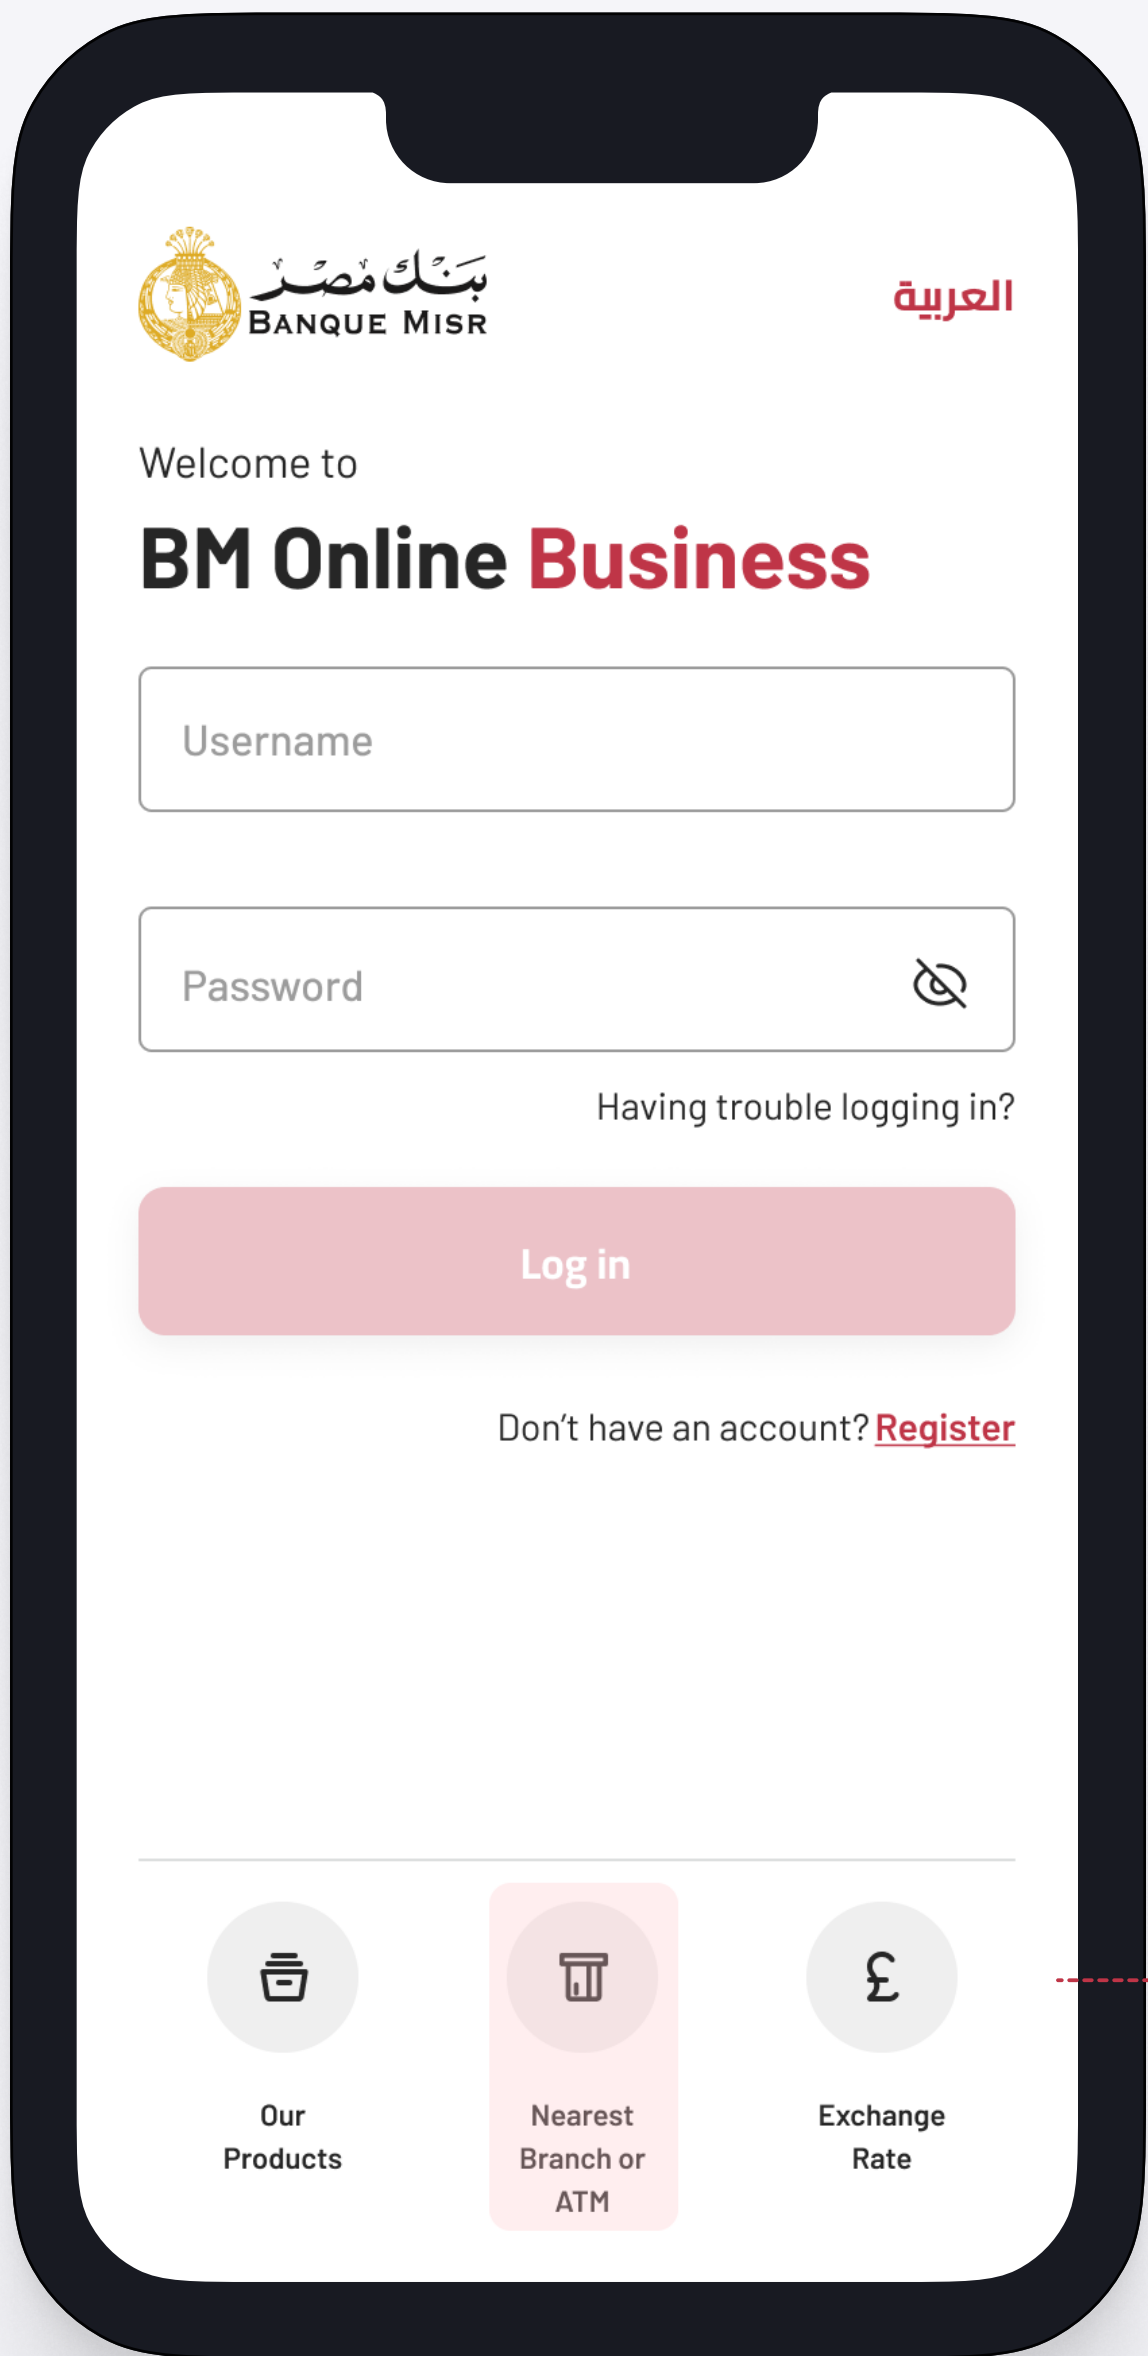 بنك مصر
BANQUE MISR
العربية
Welcome to
BM Online Business
Username
Password
Having trouble logging in?
Log in
Don't have an account? Register
£
Our
Products
Nearest
Branch or
ATM
Exchange
Rate